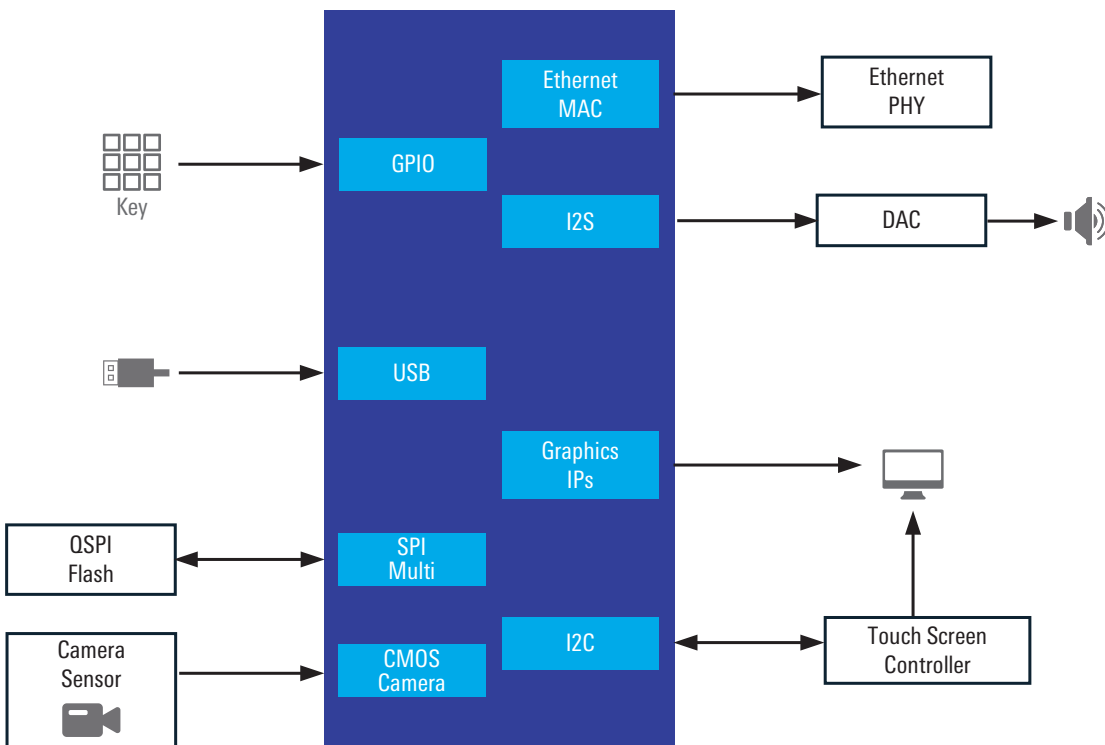 Ethernet
MAC
Ethernet
PHY
GPIO
Key
I2S
DAC
USB
Graphics
IPs
QSPI
Flash
SPI
Multi
I2C
Touch Screen
Controller
Camera
Sensor
CMOS
Camera